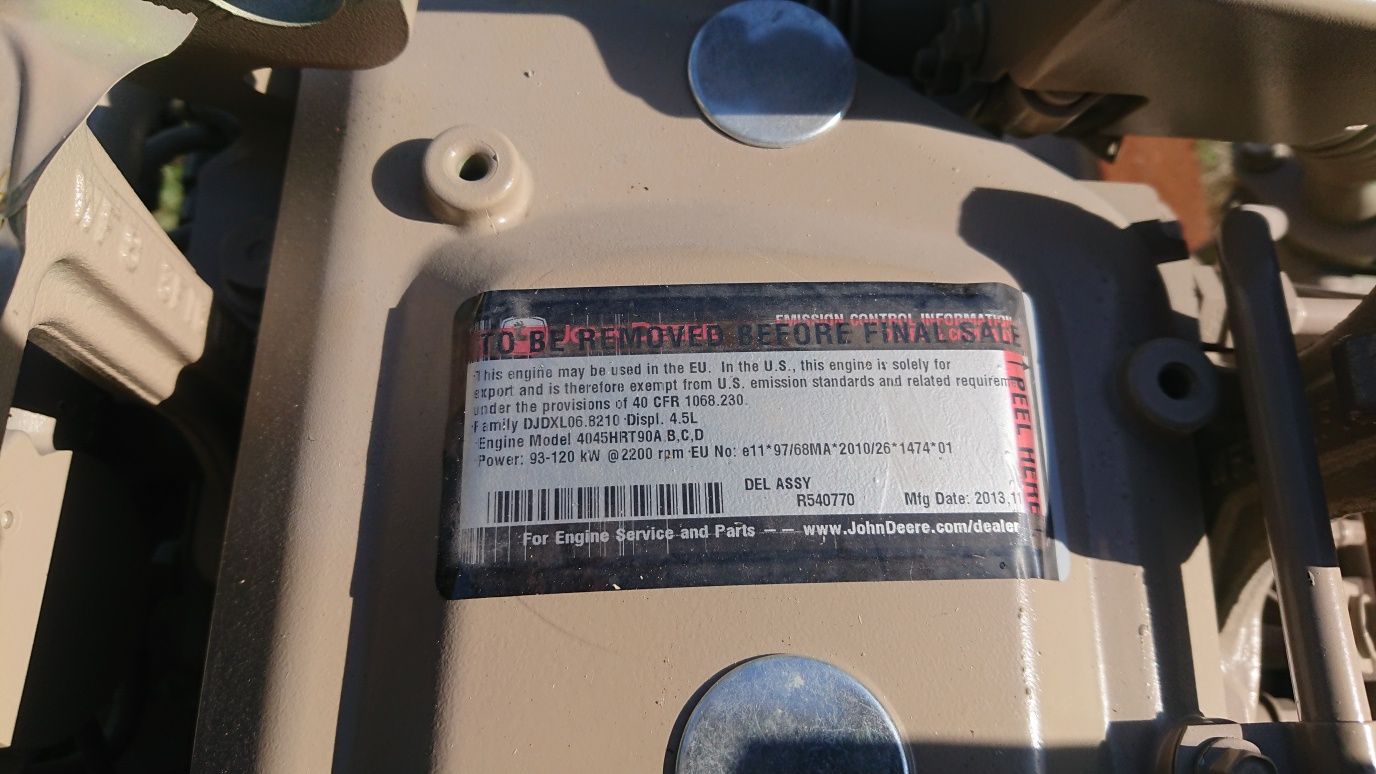 EMISSION CONTROL INFORMATION
TO BE REMOVED BEFORE FINAL SALE
This engine may be used in the EU. In the U.S., this engine is solely for
export and is therefore exempt from U.S. emission standards and related requirem
under the provisions of 40 CFR 1068.230.
Family DJDXL06.8210 Displ. 4.5L
Engine Model 4045HRT90A B,C,D
Power: 93-120 kW @2200 rpm EU No: e11*97/68MA*2010/26*1474*01
DEL ASSY
R540770 Mfg Date: 2013,11
For Engine Service and Parts -- www.JohnDeere.com/dealer
PEEL HERE